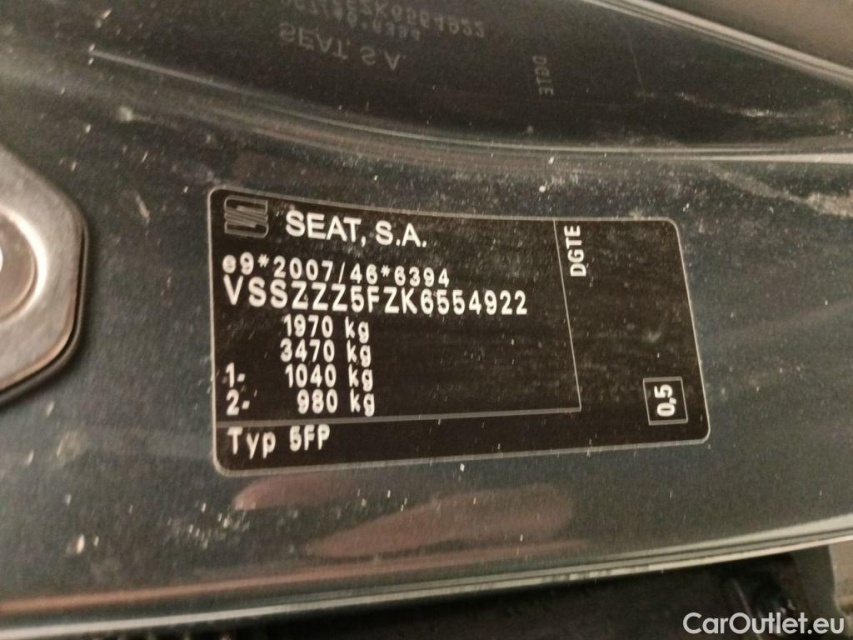 SEAT, S.A.
e9*2007/46*6394
VSSZZZ5FZK6554922
1970 kg
3470 kg
1- 1040 kg
2- 980 kg
Typ 5FP
DGTE
0,5
CarOutlet.eu